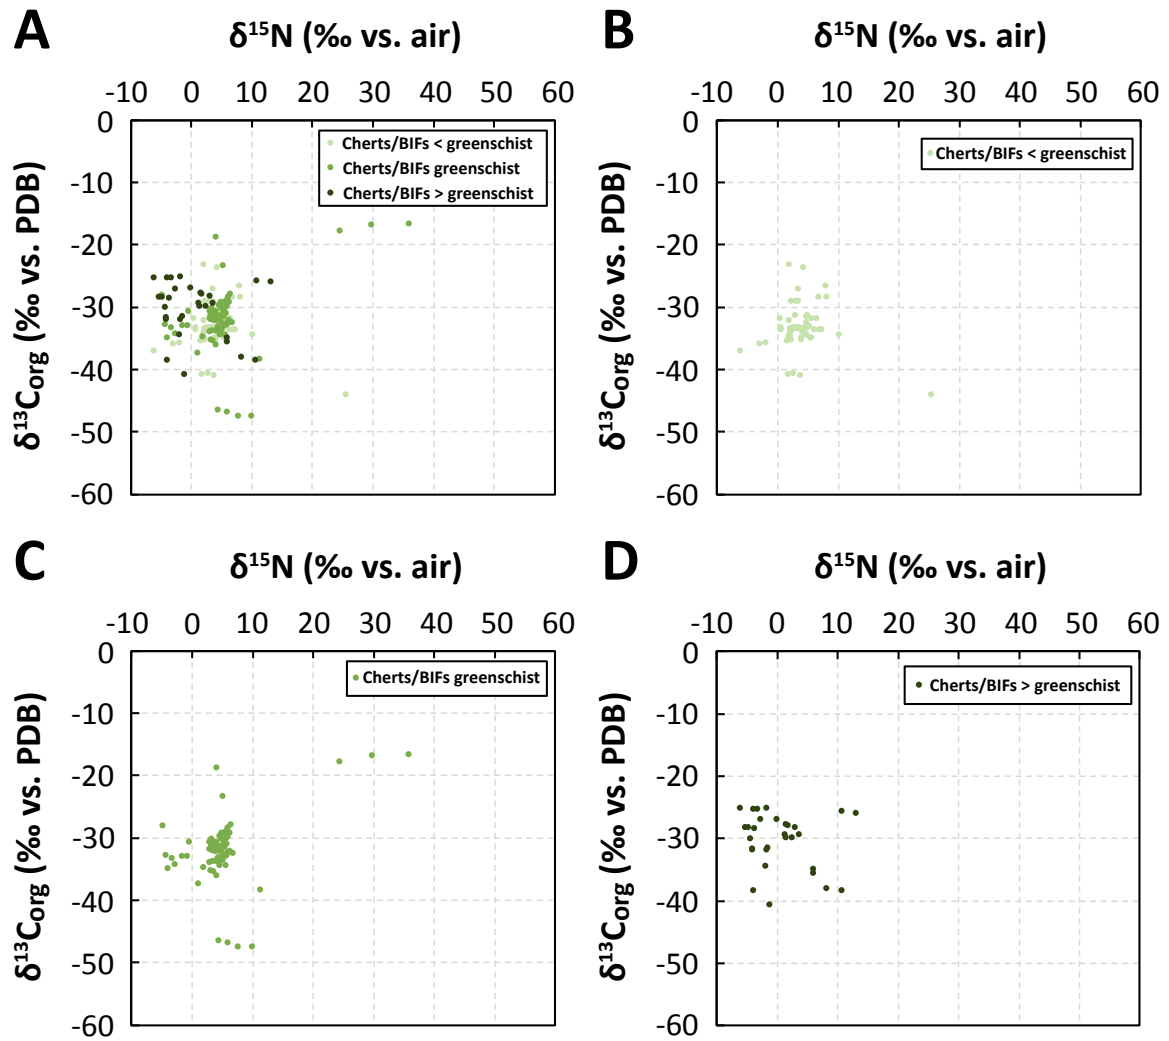 A
δ¹⁵N (‰ vs. air)
-10 0 10 20 30 40 50 60
0
-10
-20
-30
-40
-50
-60
δ¹³Corg (‰ vs. PDB)
Cherts/BIFs < greenschist
Cherts/BIFs greenschist
Cherts/BIFs > greenschist
B
δ¹⁵N (‰ vs. air)
-10 0 10 20 30 40 50 60
0
-10
-20
-30
-40
-50
-60
δ¹³Corg (‰ vs. PDB)
Cherts/BIFs < greenschist
C
δ¹⁵N (‰ vs. air)
-10 0 10 20 30 40 50 60
0
-10
-20
-30
-40
-50
-60
δ¹³Corg (‰ vs. PDB)
Cherts/BIFs greenschist
D
δ¹⁵N (‰ vs. air)
-10 0 10 20 30 40 50 60
0
-10
-20
-30
-40
-50
-60
δ¹³Corg (‰ vs. PDB)
Cherts/BIFs > greenschist